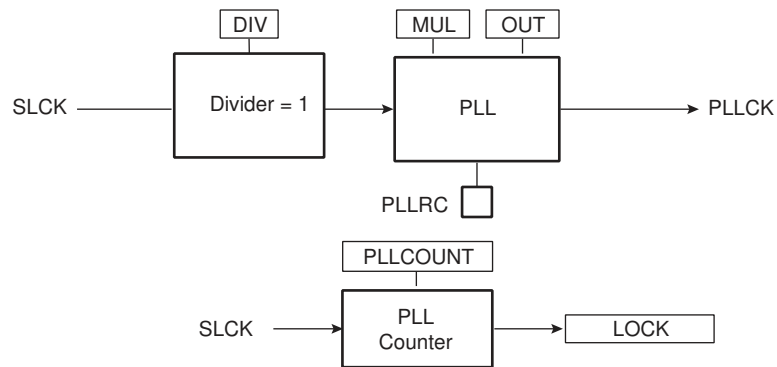 DIV
MUL
OUT
SLCK
Divider = 1
PLL
PLLCK
PLLRC
PLLCOUNT
SLCK
PLL
Counter
LOCK